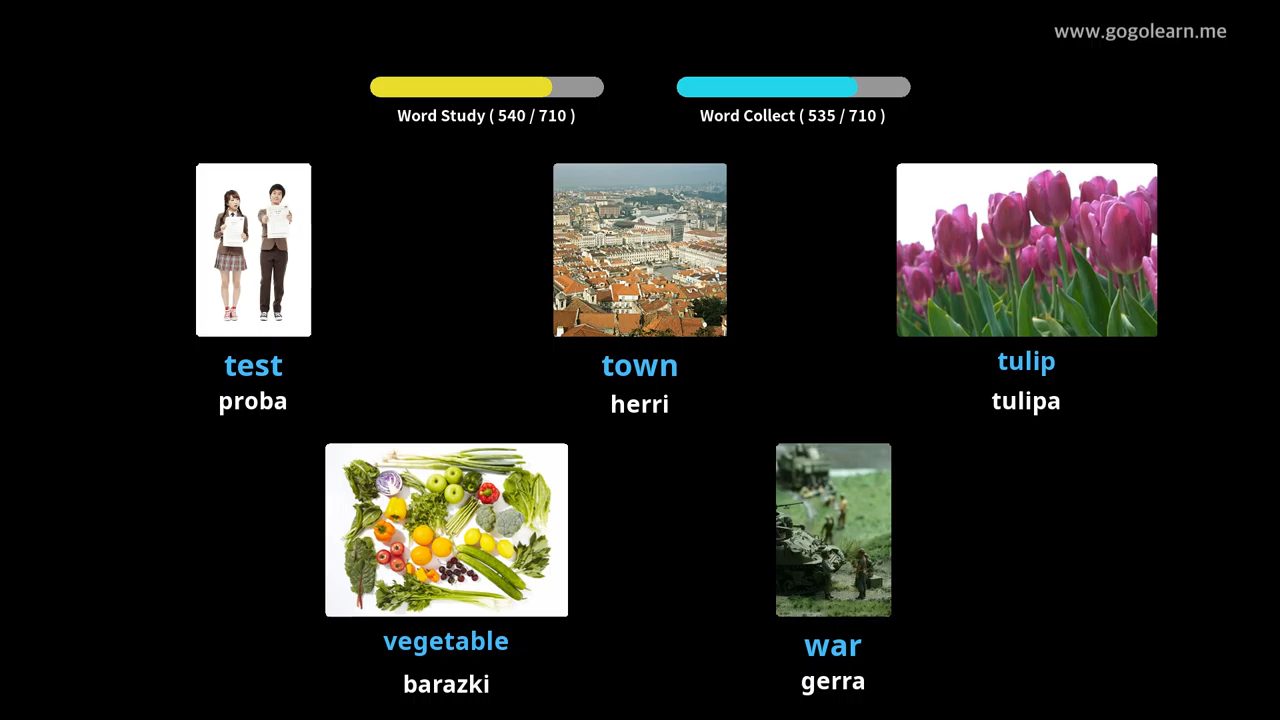 www.gogolearn.me
Word Study ( 540 / 710 )
Word Collect ( 535 / 710 )
test
proba
town
herri
tulip
tulipa
vegetable
barazki
war
gerra